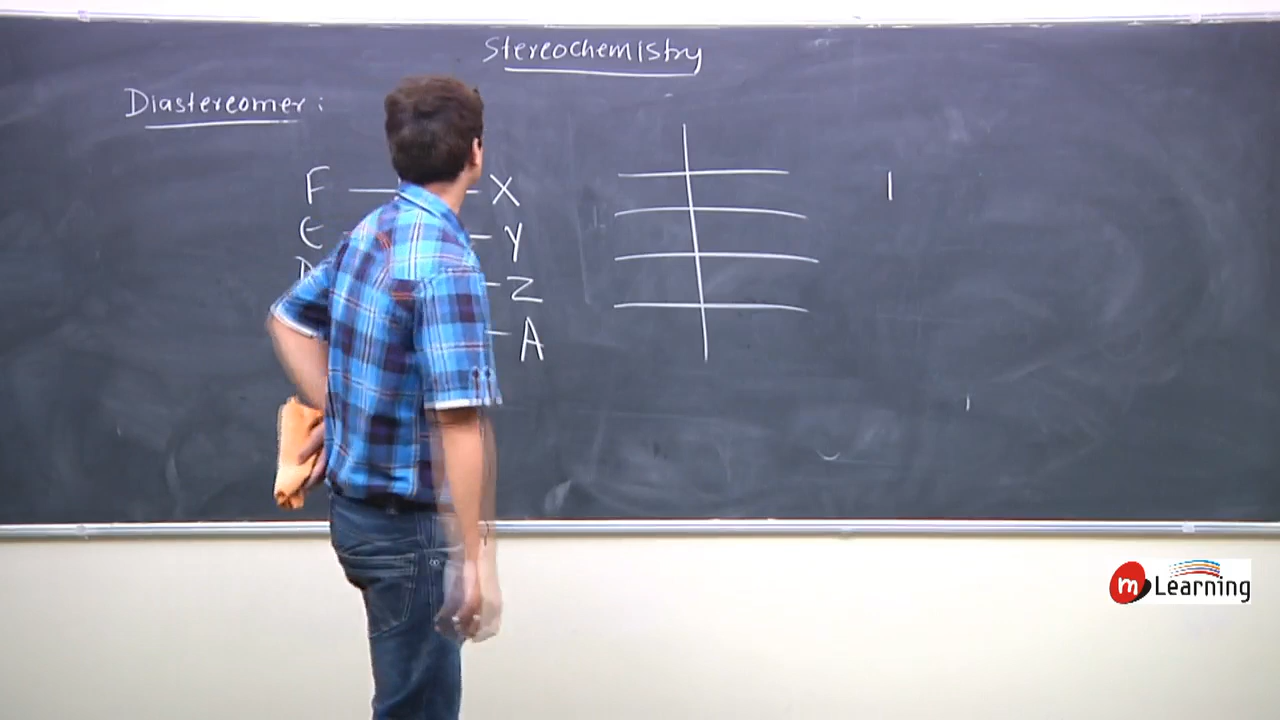 Stereochemistry
Diastereomer:
F X
E Y
D Z
A
m Learning